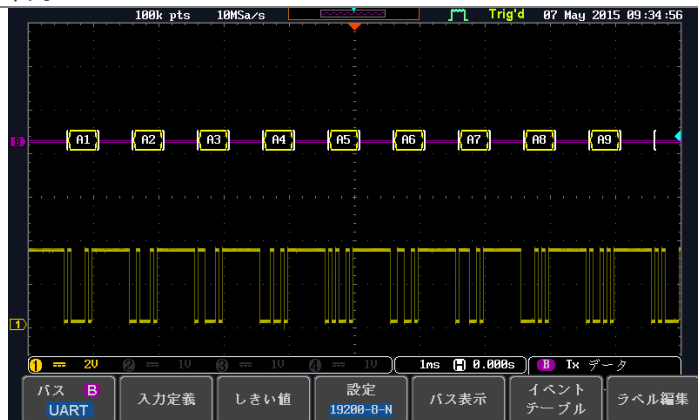 100k pts 10MSa/s Trig'd 07 May 2015 09:34:56
B A1 A2 A3 A4 A5 A6 A7 A8 A9
1
1 2V 2 1V 3 1V 4 1V 1ms H 0.000s B Tx データ
バス B 入力定義 しきい値 設定 バス表示 イベント ラベル編集
UART 19200-8-N テーブル